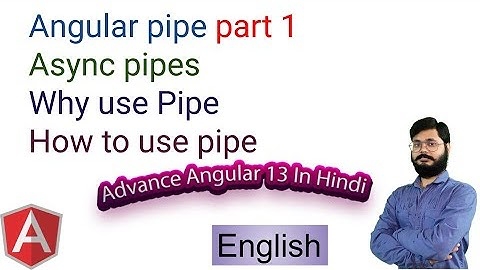 Angular pipe part 1
Async pipes
Why use Pipe
How to use pipe
Advance Angular 13 In Hindi
A
English